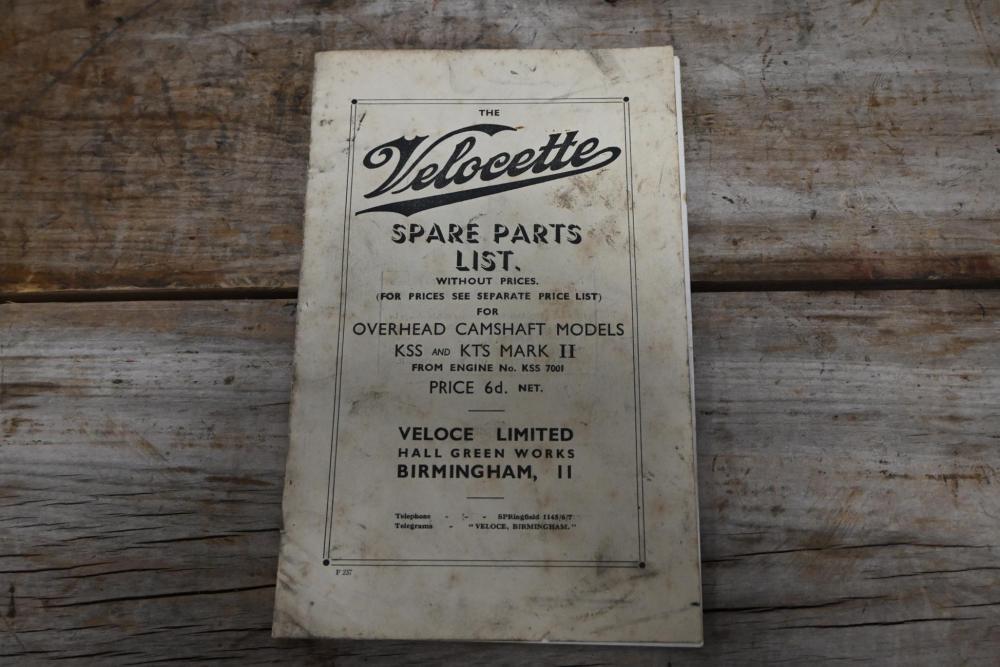 THE
Velocette
SPARE PARTS
LIST.
WITHOUT PRICES.
(FOR PRICES SEE SEPARATE PRICE LIST)
FOR
OVERHEAD CAMSHAFT MODELS
KSS AND KTS MARK II
FROM ENGINE No. KSS 7001
PRICE 6d. NET.
VELOCE LIMITED
HALL GREEN WORKS
BIRMINGHAM, 11
Telephone - - - SPRingfield 1145/6/7
Telegrams - "VELOCE, BIRMINGHAM."
F 237